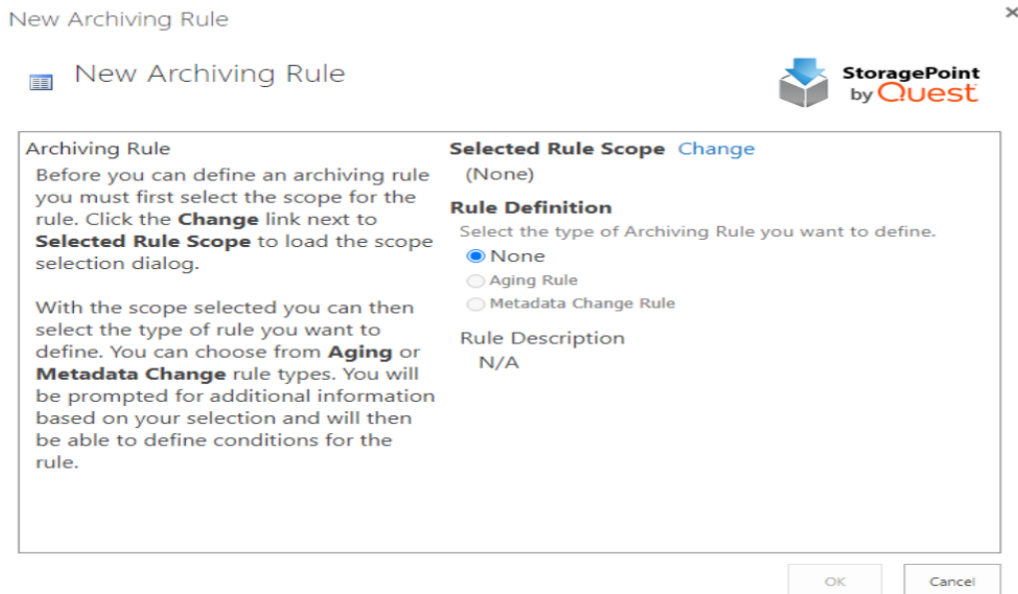 New Archiving Rule
New Archiving Rule
StoragePoint
by Quest
Archiving Rule
Before you can define an archiving rule
you must first select the scope for the
rule. Click the Change link next to
Selected Rule Scope to load the scope
selection dialog.
With the scope selected you can then
select the type of rule you want to
define. You can choose from Aging or
Metadata Change rule types. You will
be prompted for additional information
based on your selection and will then
be able to define conditions for the
rule.
Selected Rule Scope Change
(None)
Rule Definition
Select the type of Archiving Rule you want to define.
None
Aging Rule
Metadata Change Rule
Rule Description
N/A
OK
Cancel